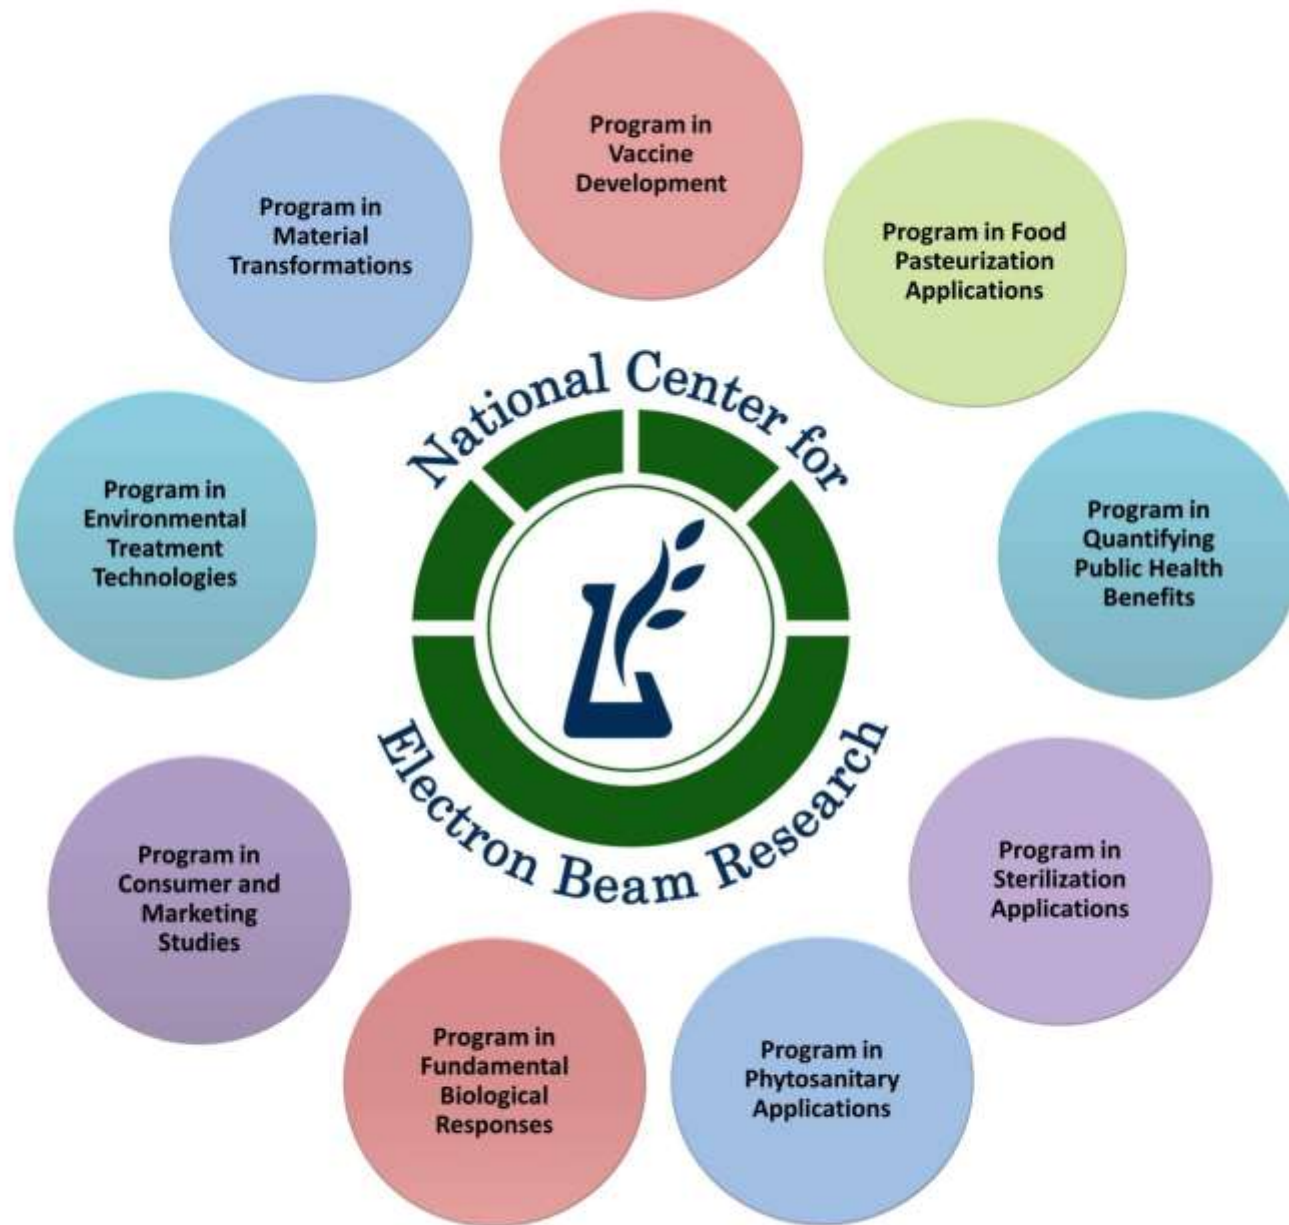 Program in
Vaccine
Development
Program in Food
Pasteurization
Applications
Program in
Quantifying
Public Health
Benefits
Program in
Sterilization
Applications
Program in
Phytosanitary
Applications
Program in
Fundamental
Biological
Responses
Program in
Consumer and
Marketing
Studies
Program in
Environmental
Treatment
Technologies
Program in
Material
Transformations
National Center for
Electron Beam Research